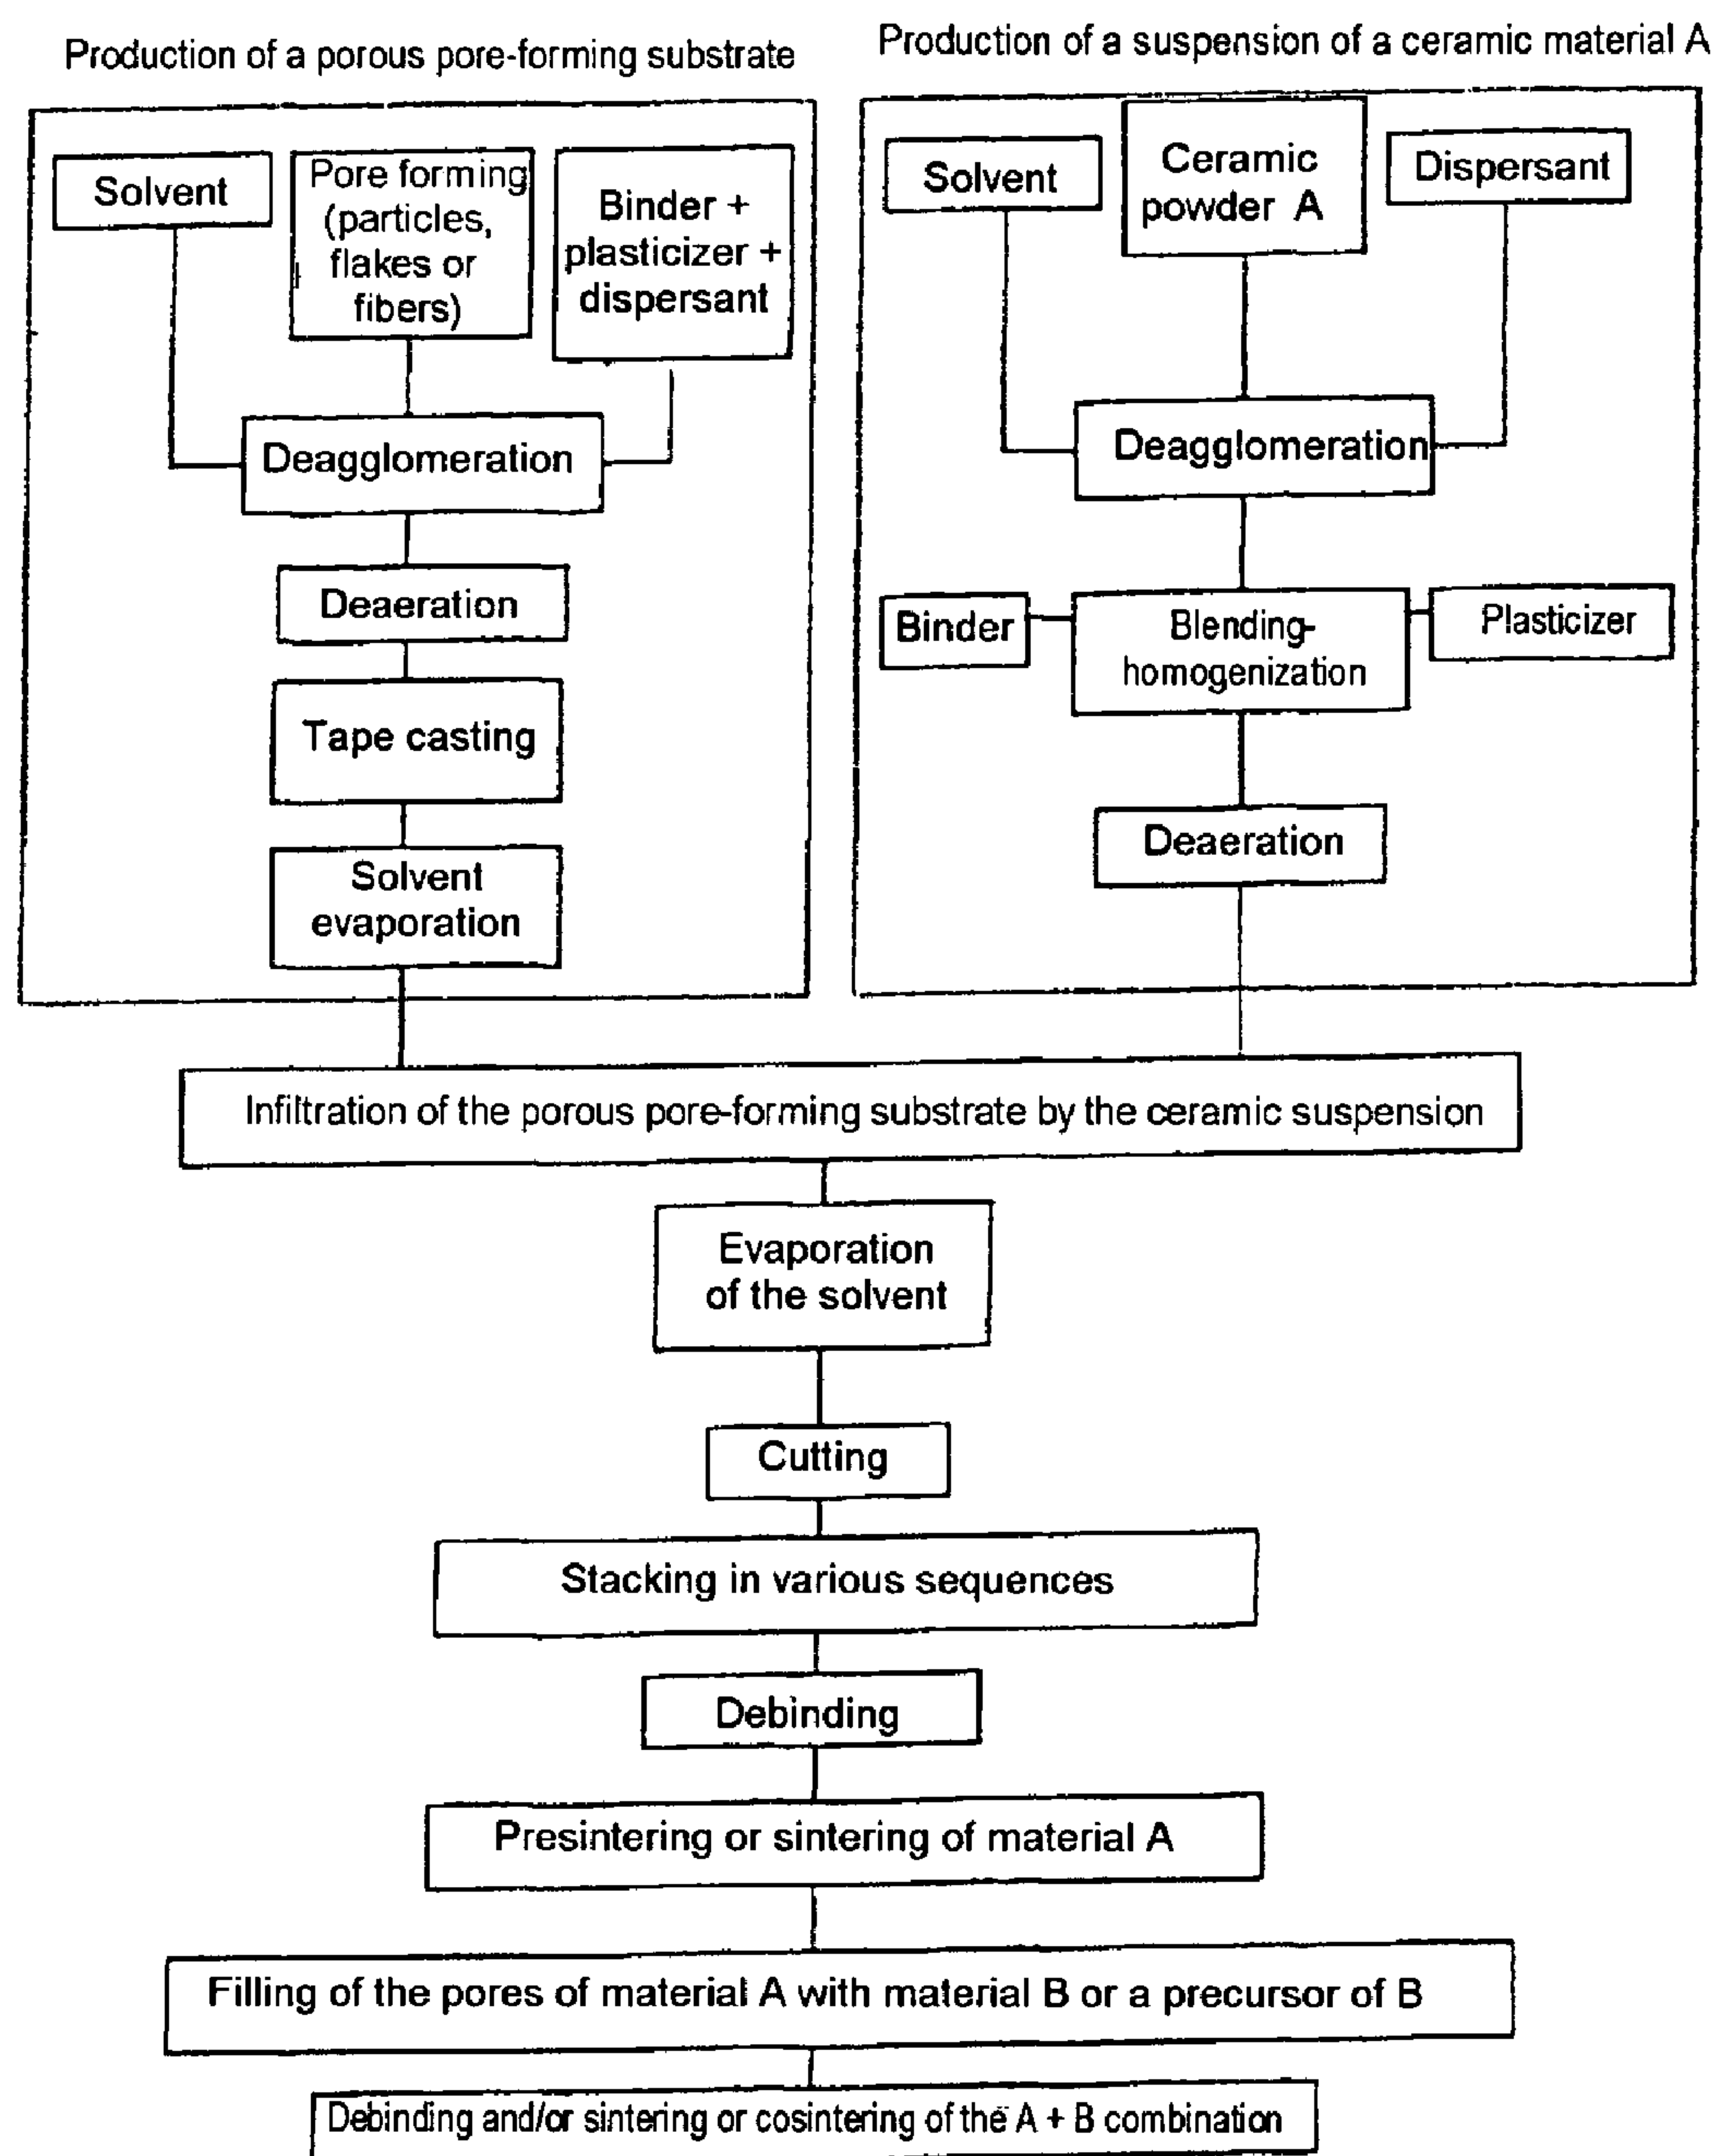 Production of a porous pore-forming substrate
Solvent
Pore forming
(particles,
flakes or
fibers)
Binder +
plasticizer +
dispersant
Deagglomeration
Deaeration
Tape casting
Solvent
evaporation
Production of a suspension of a ceramic material A
Solvent
Ceramic
powder A
Dispersant
Deagglomeration
Binder
Blending-
homogenization
Plasticizer
Deaeration
Infiltration of the porous pore-forming substrate by the ceramic suspension
Evaporation
of the solvent
Cutting
Stacking in various sequences
Debinding
Presintering or sintering of material A
Filling of the pores of material A with material B or a precursor of B
Debinding and/or sintering or cosintering of the A + B combination